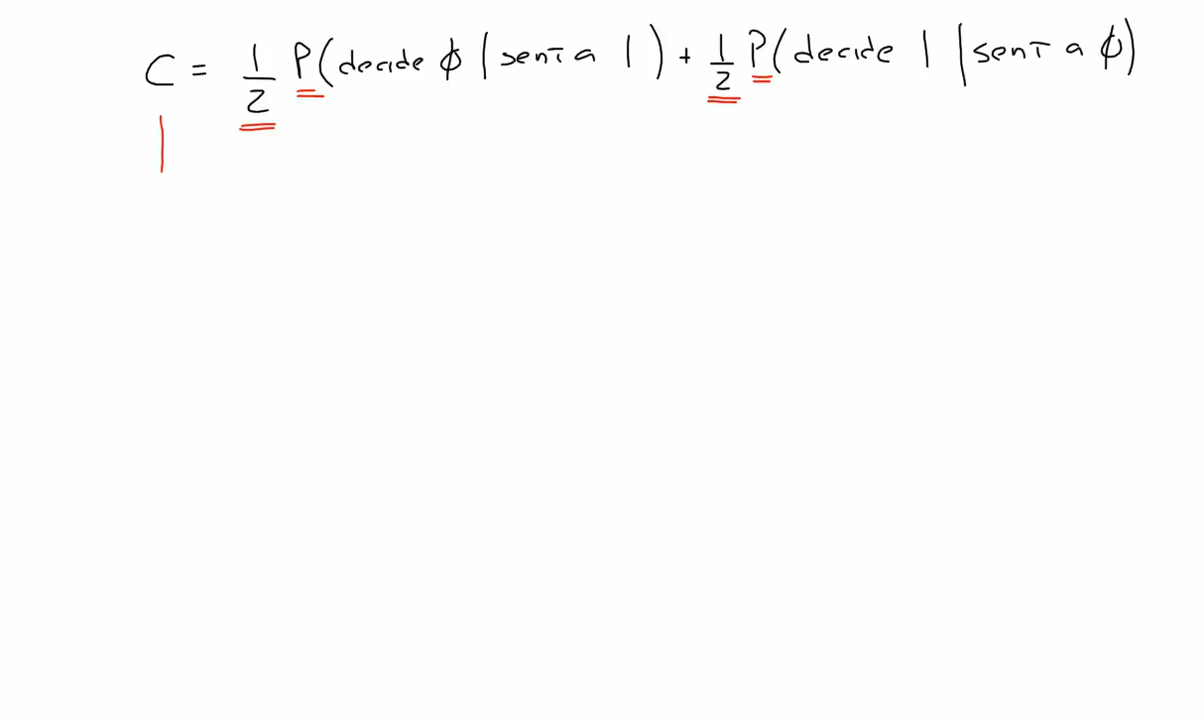 C = 1/2 P(decide ϕ | sent a 1) + 1/2 P(decide 1 | sent a ϕ)